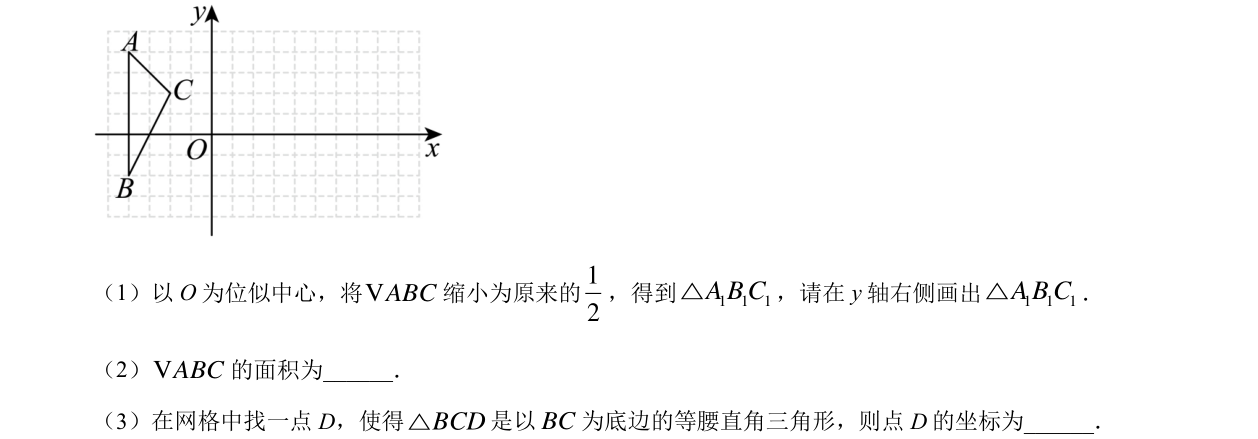 y
A
C
O
x
B
（1）以 O 为位似中心，将VABC 缩小为原来的 1/2，得到△A₁B₁C₁，请在 y 轴右侧画出△A₁B₁C₁．
（2）VABC 的面积为______．
（3）在网格中找一点 D，使得△BCD 是以 BC 为底边的等腰直角三角形，则点 D 的坐标为______．